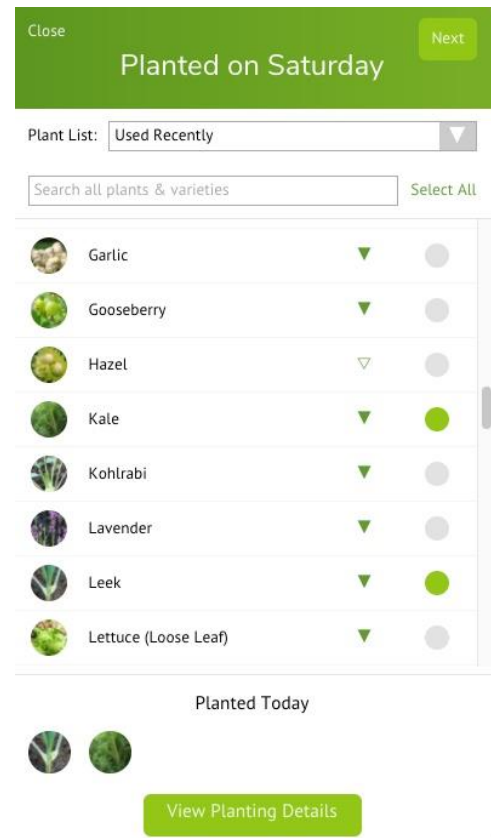 Close
Next
Planted on Saturday
Plant List: Used Recently
Search all plants & varieties Select All
Garlic
Gooseberry
Hazel
Kale
Kohlrabi
Lavender
Leek
Lettuce (Loose Leaf)
Planted Today
View Planting Details